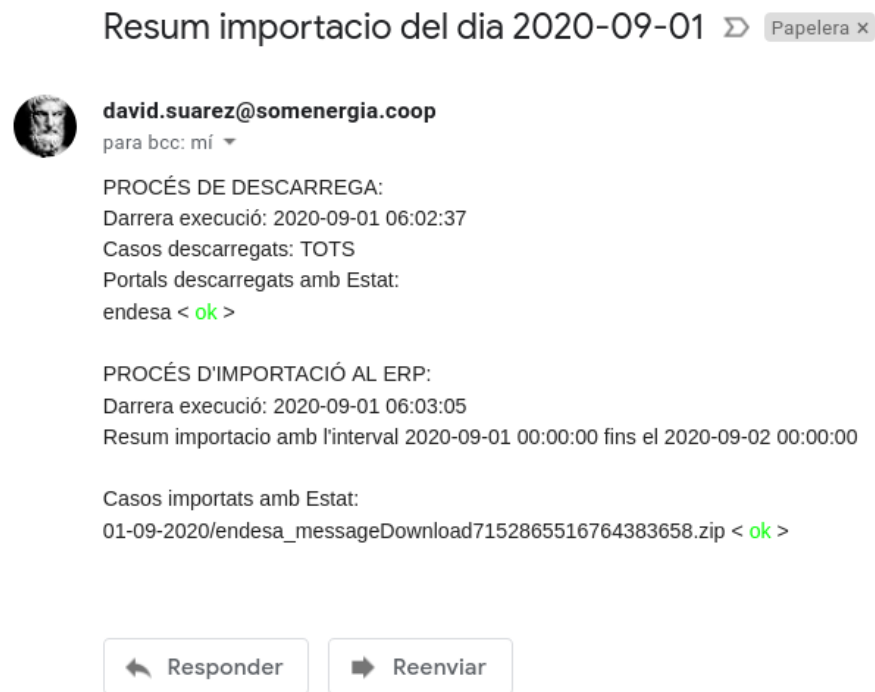 Resum importacio del dia 2020-09-01 Papelera ×
david.suarez@somenergia.coop
para bcc: mí
PROCÉS DE DESCARREGA:
Darrera execució: 2020-09-01 06:02:37
Casos descarregats: TOTS
Portals descarregats amb Estat:
endesa < ok >
PROCÉS D'IMPORTACIÓ AL ERP:
Darrera execució: 2020-09-01 06:03:05
Resum importacio amb l'interval 2020-09-01 00:00:00 fins el 2020-09-02 00:00:00
Casos importats amb Estat:
01-09-2020/endesa_messageDownload7152865516764383658.zip < ok >
Responder Reenviar